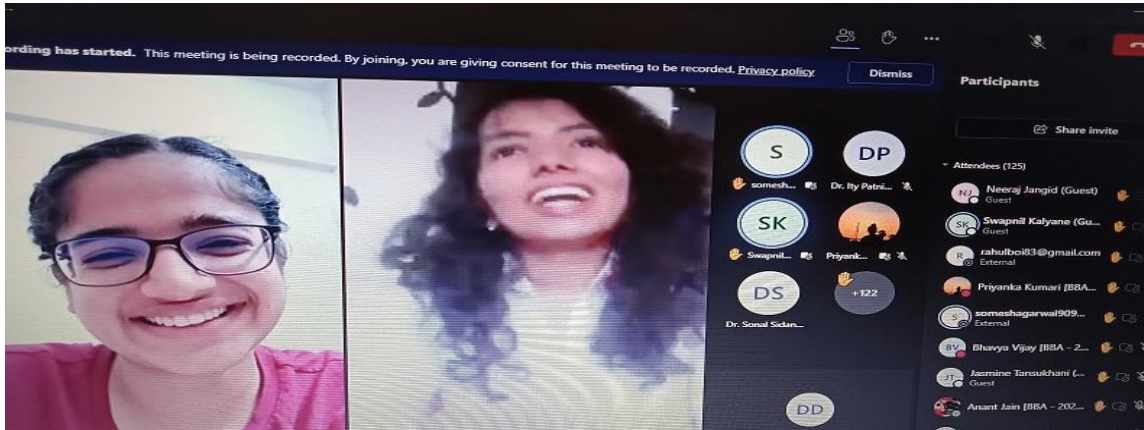 ording has started. This meeting is being recorded. By joining, you are giving consent for this meeting to be recorded. Privacy policy
Dismiss
Participants
Share invite
Attendees (125)
S
somesh...
DP
Dr. Ity Patni...
SK
Swapnil...
Priyank...
DS
Dr. Sonal Sidan...
+122
DD
NJ
Neeraj Jangid (Guest)
Guest
SK
Swapnil Kalyane (Gu...
Guest
R
rahulboi83@gmail.com
External
Priyanka Kumari [BBA...
S
someshagarwal909...
External
BV
Bhavya Vijay [BBA - 2...
JT
Jasmine Tansukhani (...
Guest
Anant Jain [BBA - 202...